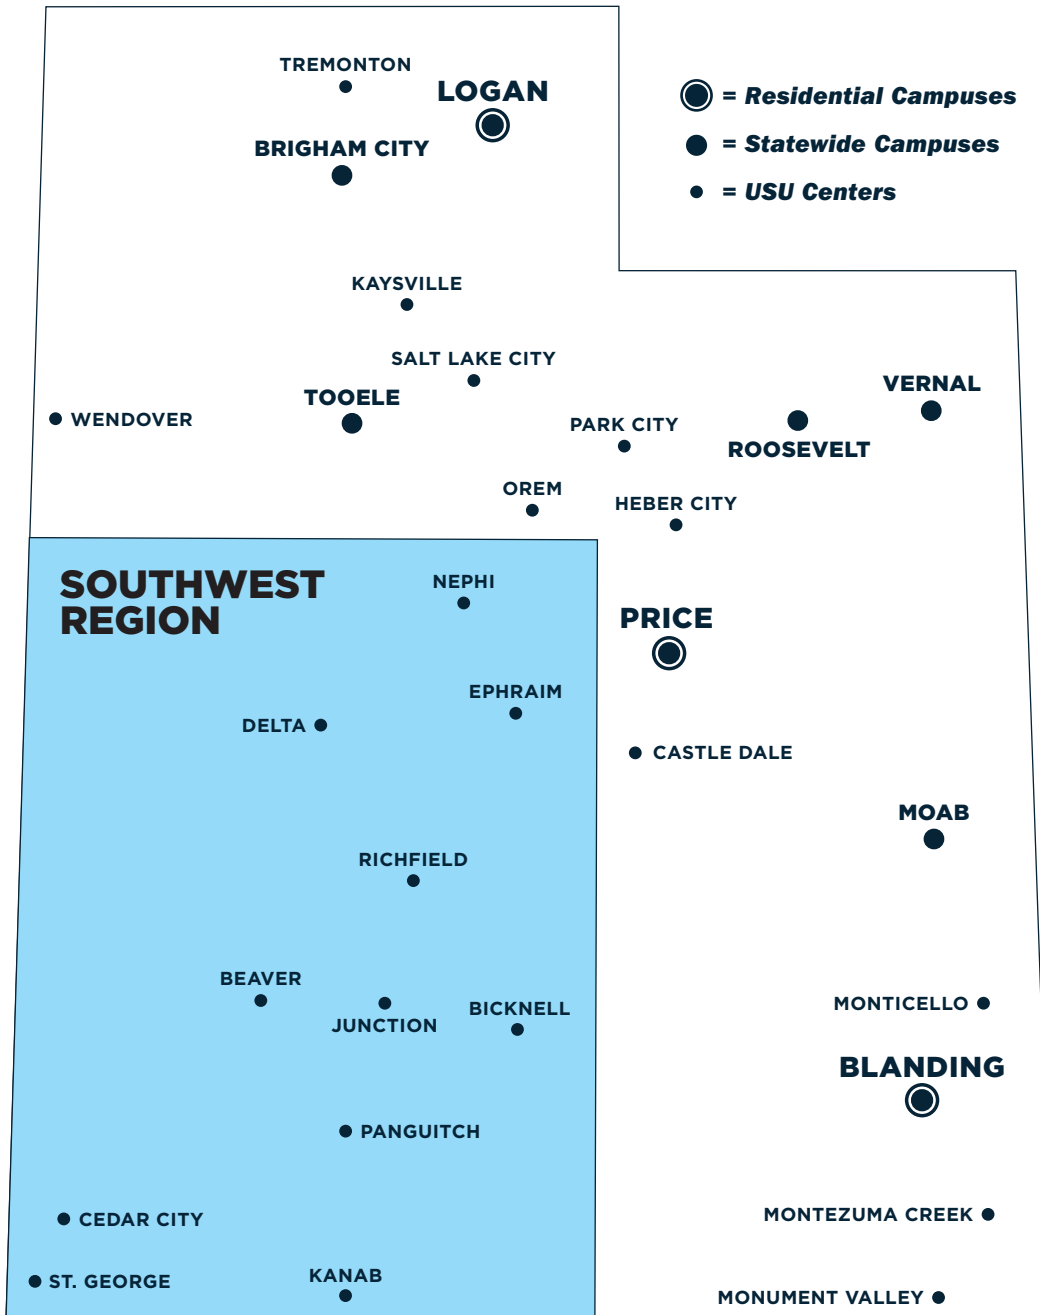 TREMONTON
LOGAN
= Residential Campuses
BRIGHAM CITY
= Statewide Campuses
= USU Centers
KAYSVILLE
SALT LAKE CITY
VERNAL
TOOELE
WENDOVER
PARK CITY
ROOSEVELT
OREM
HEBER CITY
SOUTHWEST
REGION
NEPHI
PRICE
EPHRAIM
DELTA
CASTLE DALE
MOAB
RICHFIELD
BEAVER
MONTICELLO
BICKNELL
JUNCTION
BLANDING
PANGUITCH
MONTEZUMA CREEK
CEDAR CITY
KANAB
ST. GEORGE
MONUMENT VALLEY